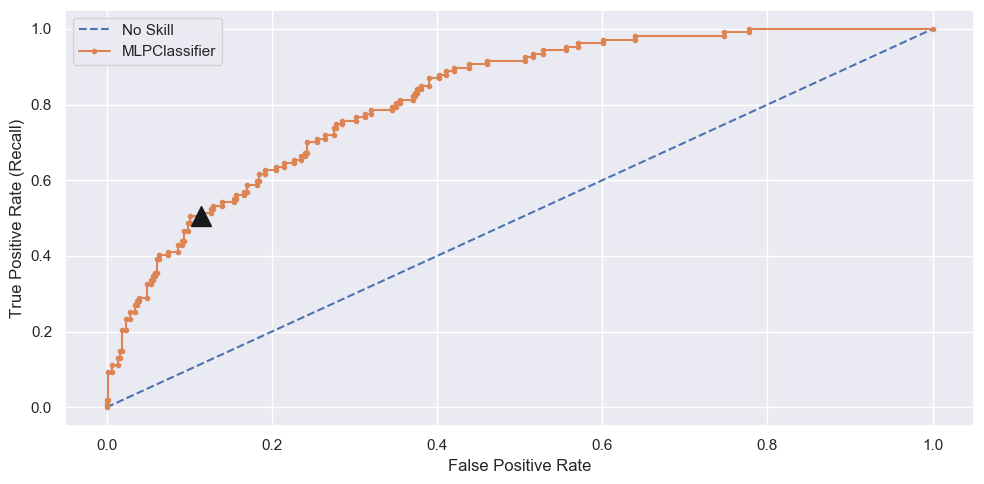 No Skill
MLPClassifier
True Positive Rate (Recall)
1.0
0.8
0.6
0.4
0.2
0.0
0.0 0.2 0.4 0.6 0.8 1.0
False Positive Rate